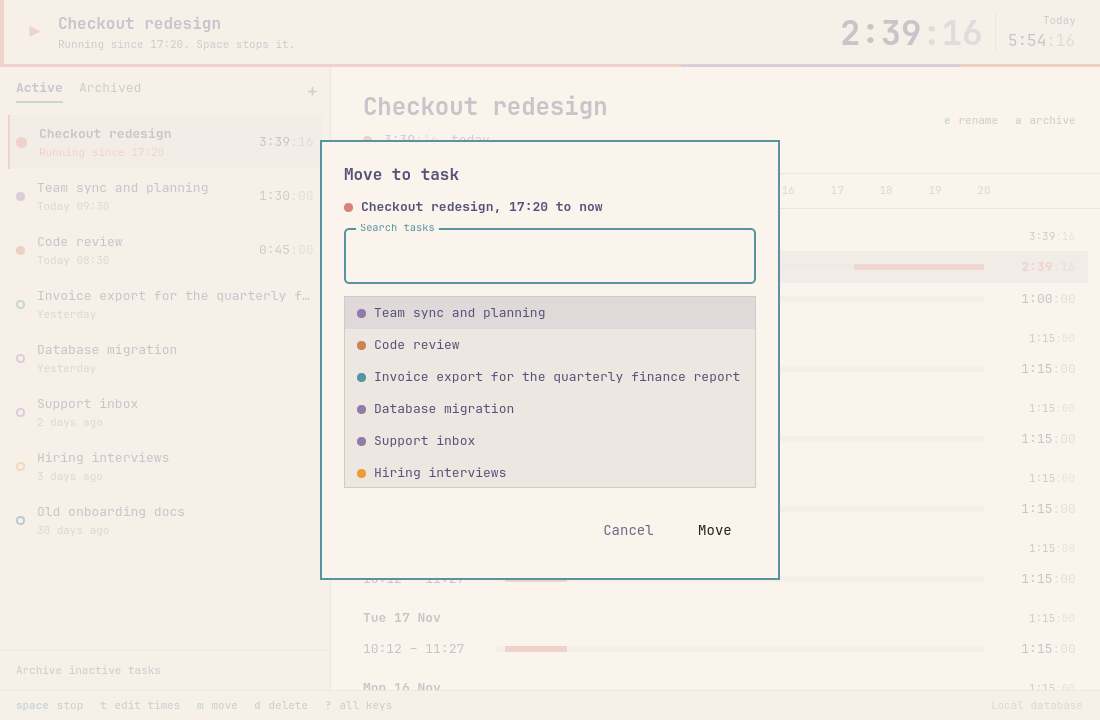 Checkout redesign
Running since 17:20. Space stops it.
2:39:16
Today
5:54:16
Active Archived +
Checkout redesign
Running since 17:20
3:39:16
Team sync and planning
Today 09:30
1:30:00
Code review
Today 08:30
0:45:00
Invoice export for the quarterly f…
Yesterday
Database migration
Yesterday
Support inbox
2 days ago
Hiring interviews
3 days ago
Old onboarding docs
30 days ago
Archive inactive tasks
Checkout redesign
e rename a archive
3:39:16 today
16 17 18 19 20
3:39:16
2:39:16
1:00:00
1:15:00
1:15:00
1:15:00
1:15:00
1:15:00
1:15:00
1:15:00
10:12 – 11:27 1:15:00
Tue 17 Nov 1:15:00
10:12 – 11:27 1:15:00
Mon 16 Nov 1:15:00
Move to task
Checkout redesign, 17:20 to now
Search tasks
Team sync and planning
Code review
Invoice export for the quarterly finance report
Database migration
Support inbox
Hiring interviews
Cancel Move
space stop t edit times m move d delete ? all keys
Local database